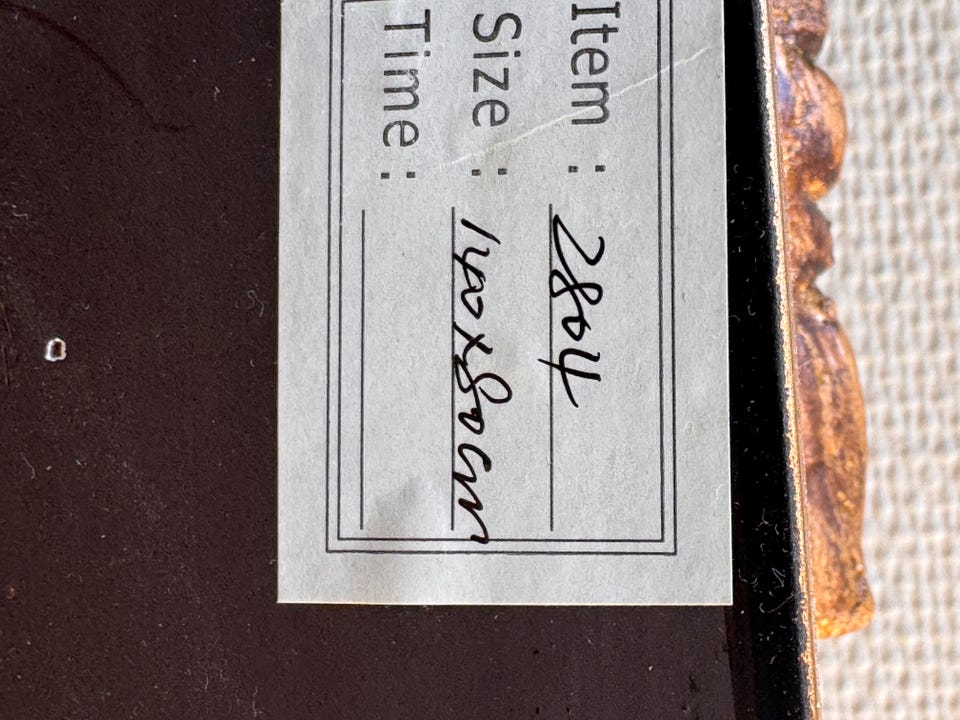 Item : 2804
Size : 140x80cm
Time :